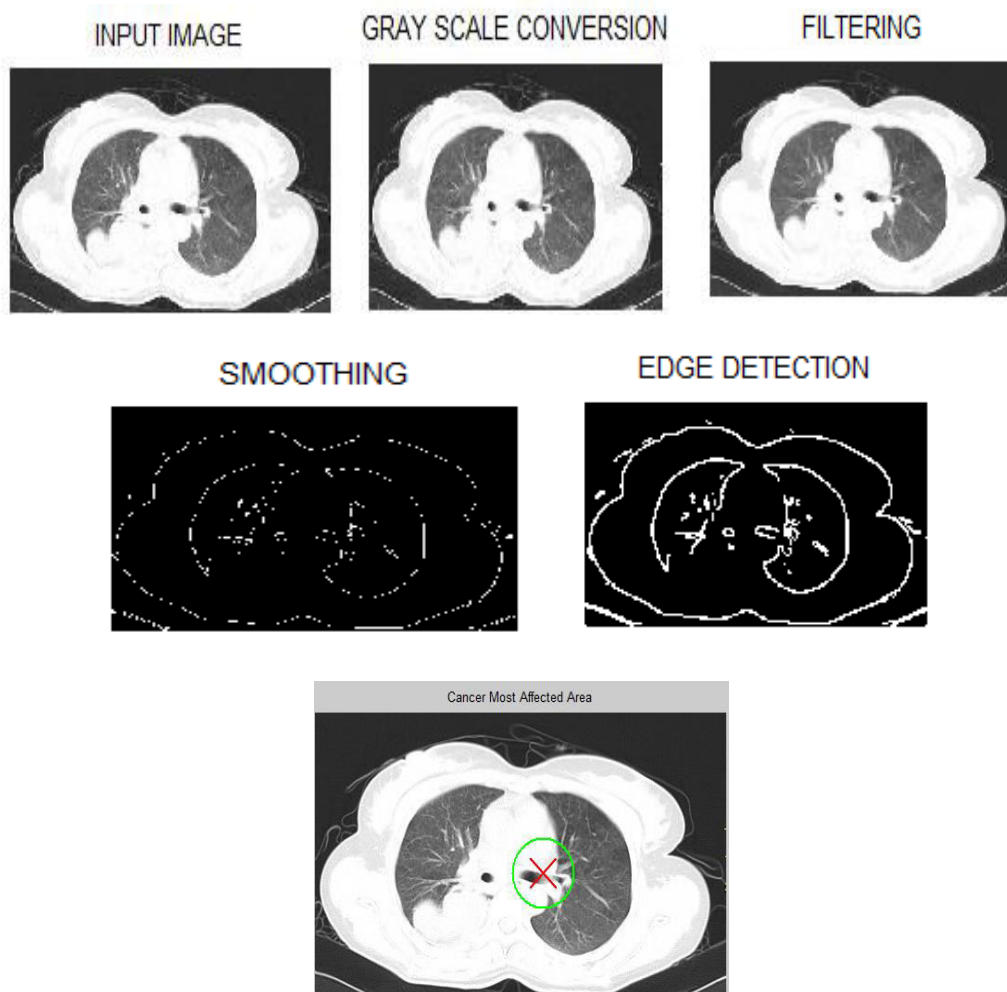 INPUT IMAGE
GRAY SCALE CONVERSION
FILTERING
SMOOTHING
EDGE DETECTION
Cancer Most Affected Area